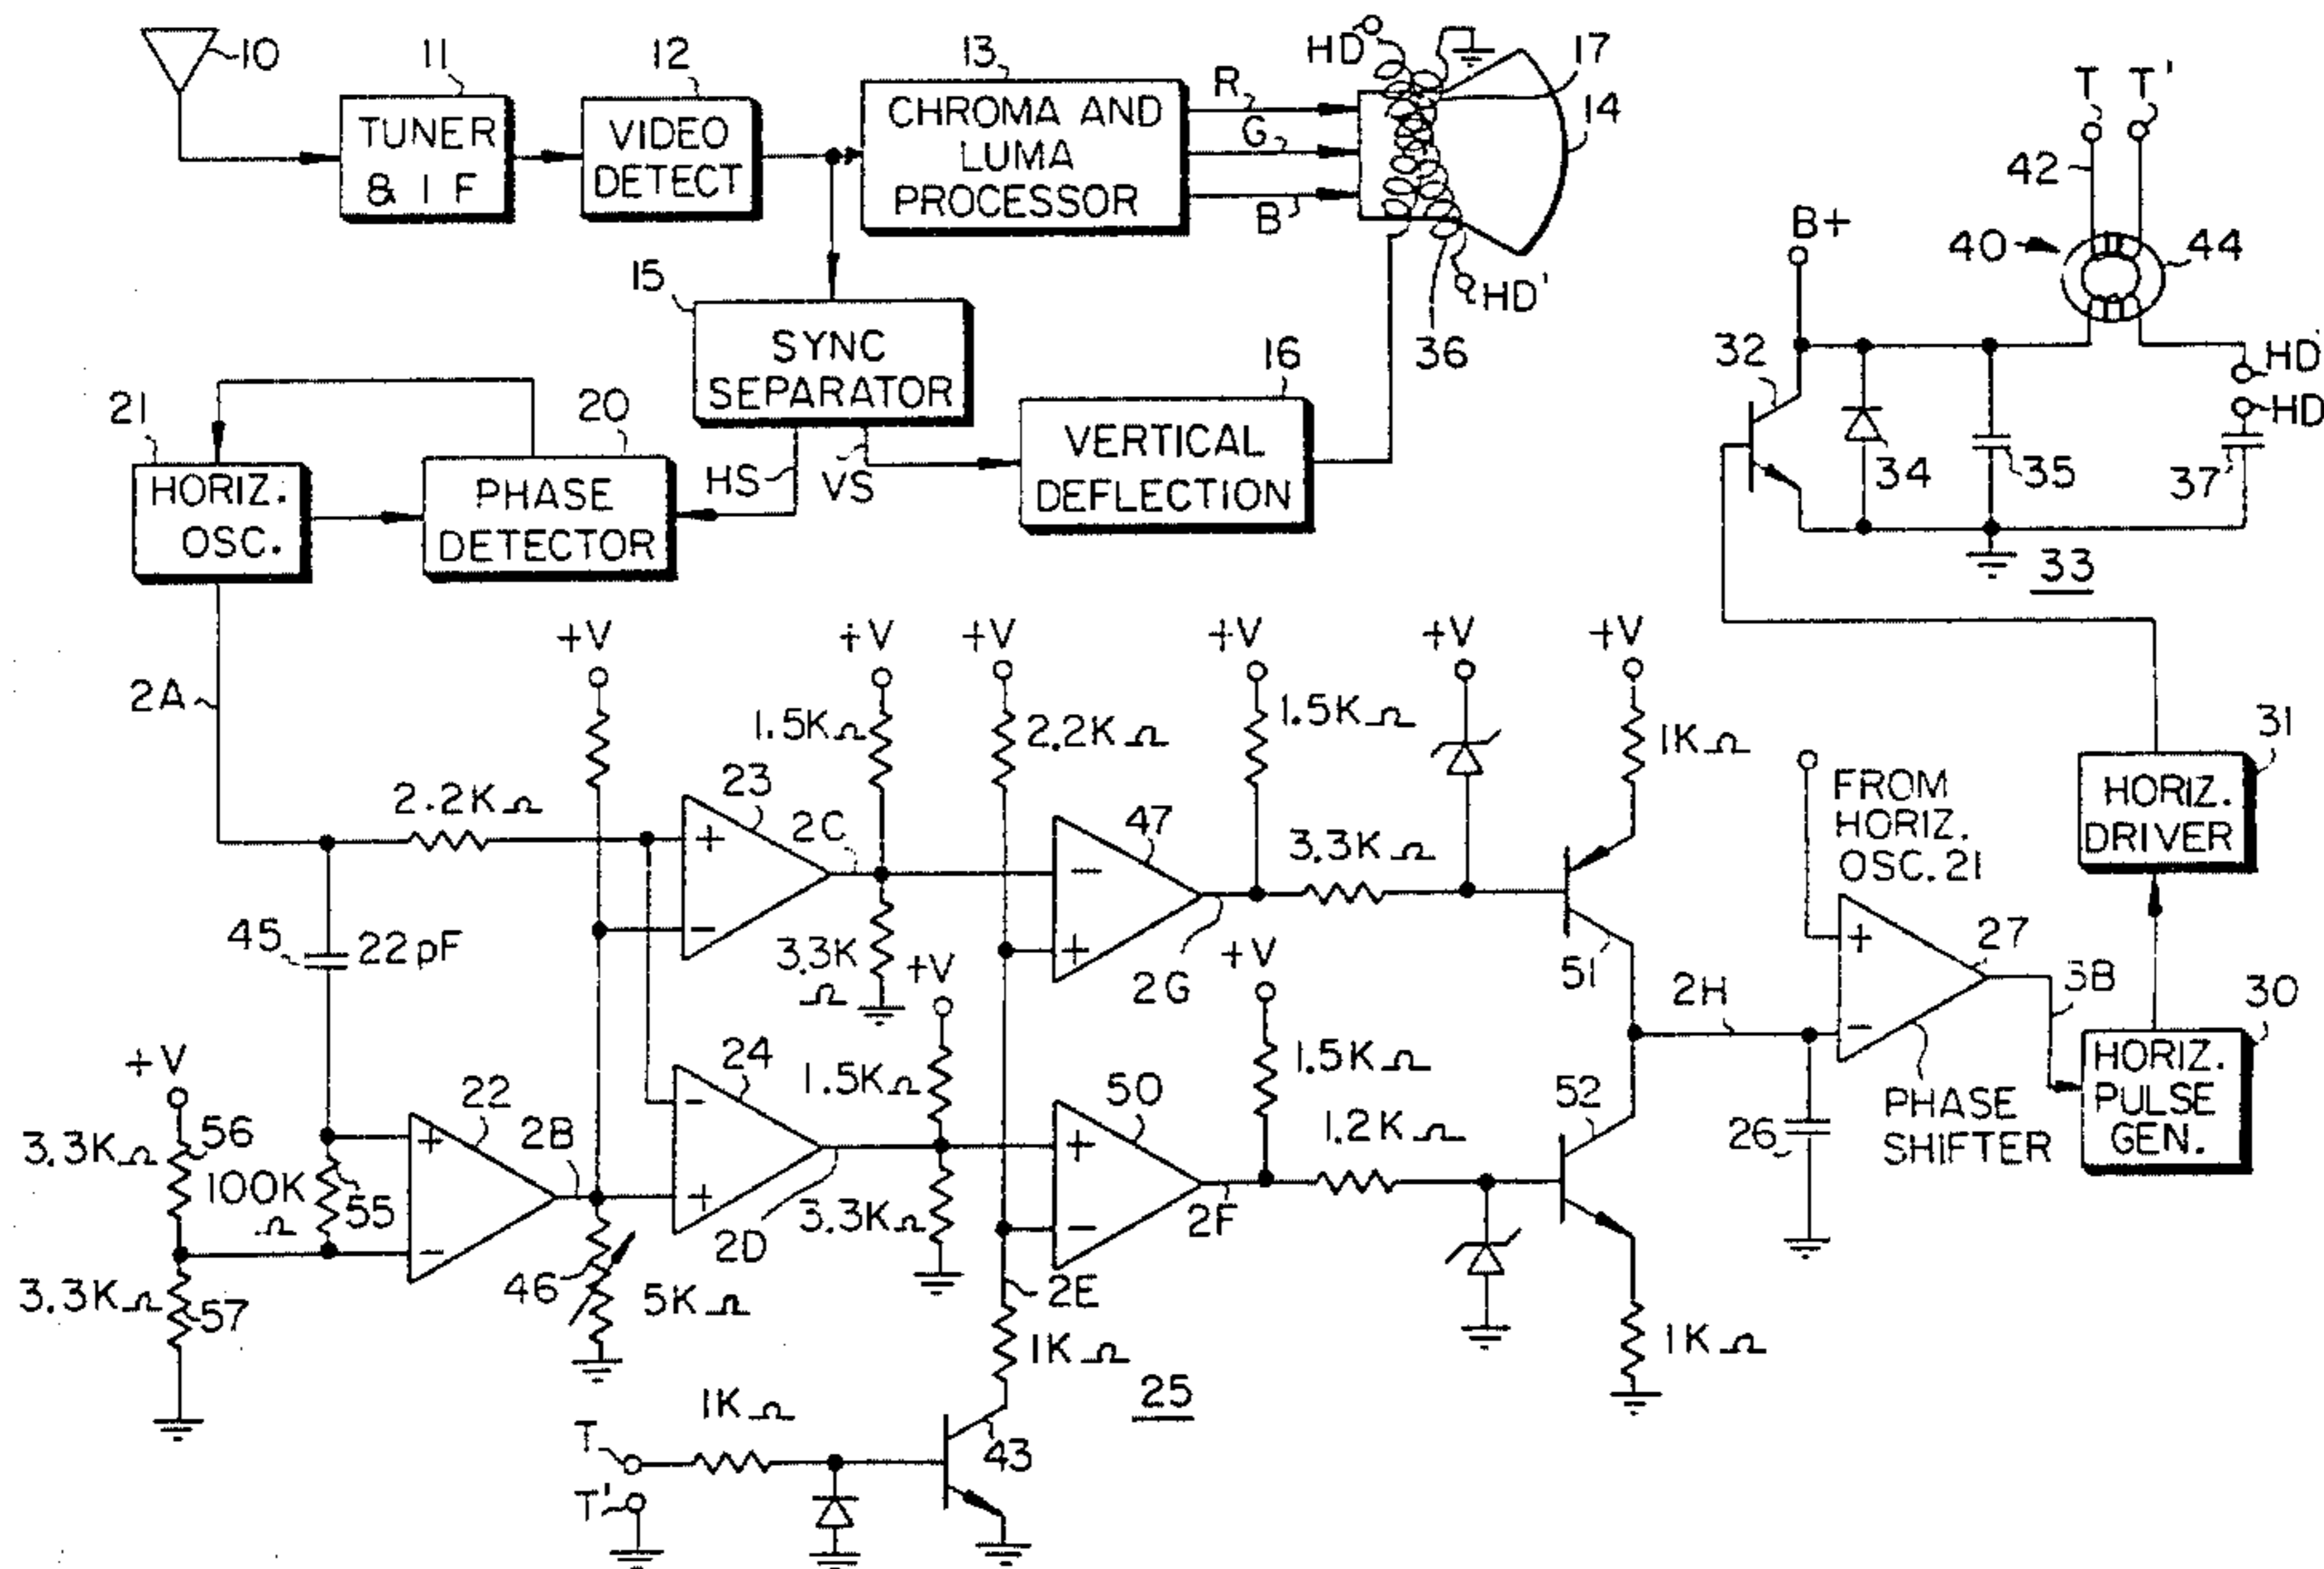 10
11
TUNER
& I F
12
VIDEO
DETECT
13
CHROMA AND
LUMA
PROCESSOR
R
G
B
HD
17
14
HD'
36
15
SYNC
SEPARATOR
HS
VS
16
VERTICAL
DEFLECTION
20
PHASE
DETECTOR
21
HORIZ.
OSC.
2A
T
T'
42
40
44
B+
32
34
35
HD'
HD
37
33
+V
+V
+V
+V
+V
+V
1.5KΩ
2.2KΩ
1.5KΩ
1KΩ
2.2KΩ
23
+
−
2C
3.3K
Ω
47
−
+
2G
3.3KΩ
51
FROM
HORIZ.
OSC. 21
+
−
27
PHASE
SHIFTER
3B
31
HORIZ.
DRIVER
30
HORIZ.
PULSE
GEN.
45
22pF
+V
56
3.3KΩ
100K
Ω
55
3.3KΩ
57
22
+
−
2B
46
5KΩ
24
−
+
2D
+V
1.5KΩ
3.3KΩ
50
+
−
2E
2F
+V
1.5KΩ
1.2KΩ
52
2H
26
1KΩ
1KΩ
25
43
1KΩ
T
T'